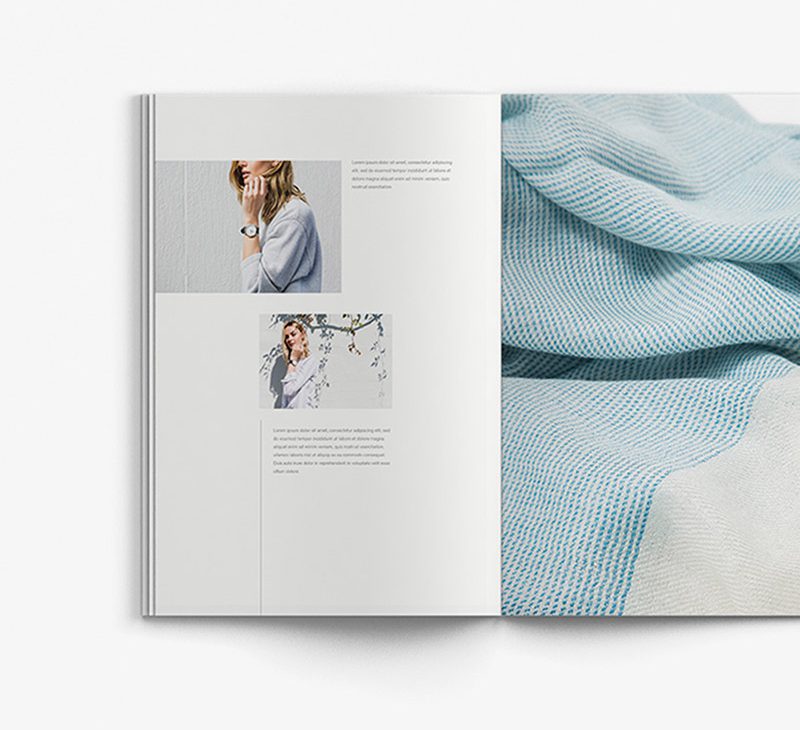 Lorem ipsum dolor sit amet, consectetur adipiscing
elit, sed do eiusmod tempor incididunt ut labore et
dolore magna aliquat enim ad minim veniam, quis
nostrud exercitation.
Lorem ipsum dolor sit amet, consectetur adipiscing elit, sed
do eiusmod tempor incididunt ut labore et dolore magna
aliquat enim ad minim veniam, quis nostrud exercitation,
ullamco laboris nisi ut aliquip ex ea commodo consequat.
Duis aute irure dolor in reprehenderit in voluptate velit esse
cillum dolore.